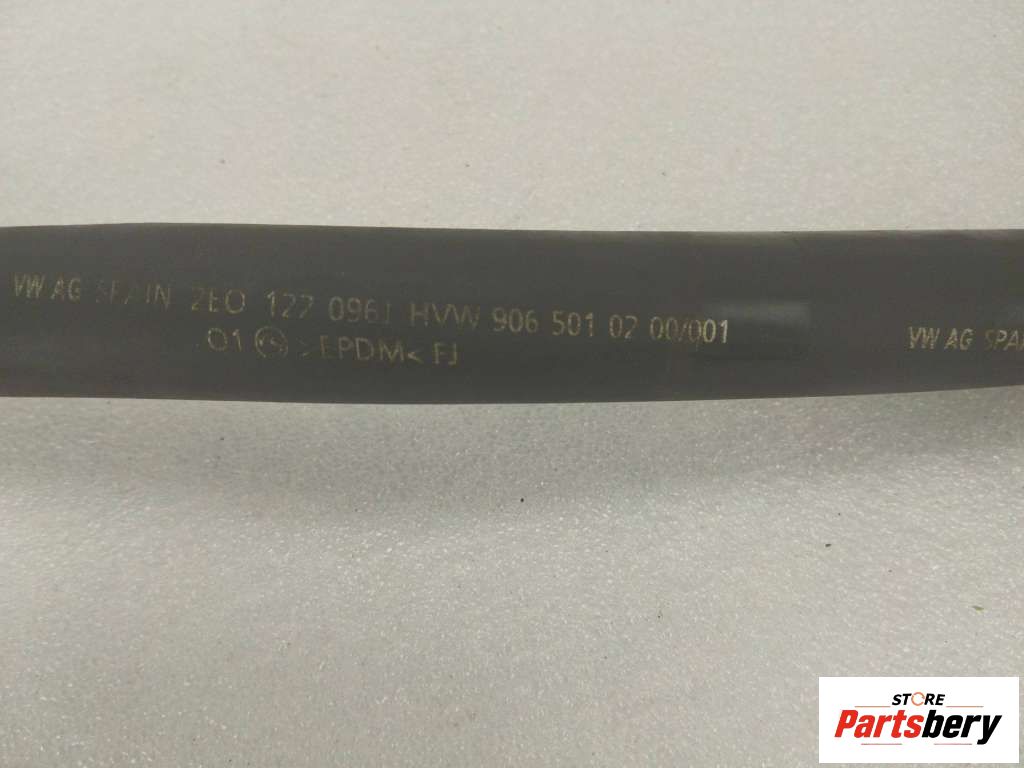 VW AG SPAIN 2E0 122 096J HVW 906 501 02 00/001
01 >EPDM< FJ
VW AG SPA
STORE
Partsbery